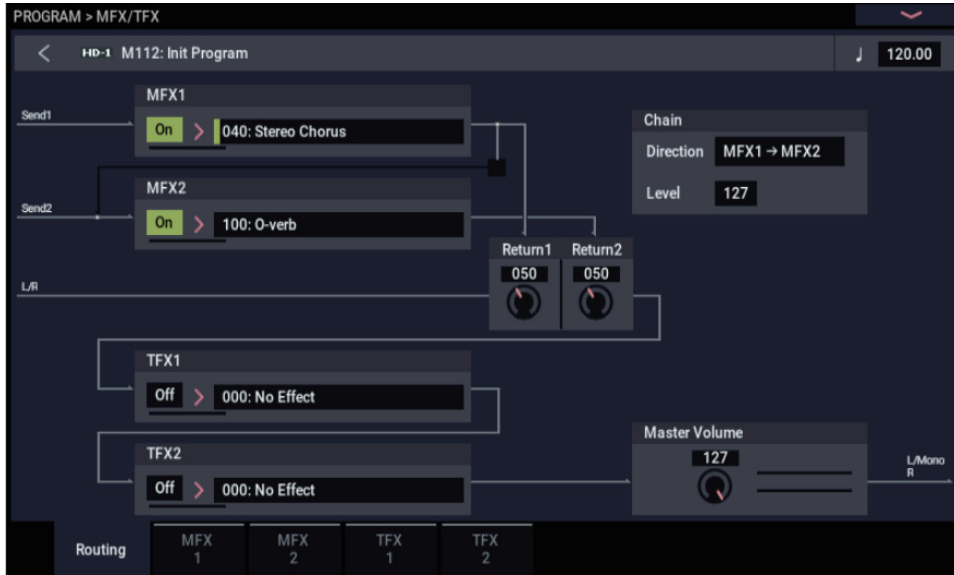 PROGRAM > MFX/TFX
HD-1 M112: Init Program
♩ 120.00
MFX1
Send1
On
040: Stereo Chorus
Chain
Direction MFX1→MFX2
Level 127
MFX2
Send2
On
100: O-verb
Return1 Return2
050 050
L/R
TFX1
Off
000: No Effect
TFX2
Off
000: No Effect
Master Volume
127
L/Mono
R
Routing
MFX
1
MFX
2
TFX
1
TFX
2